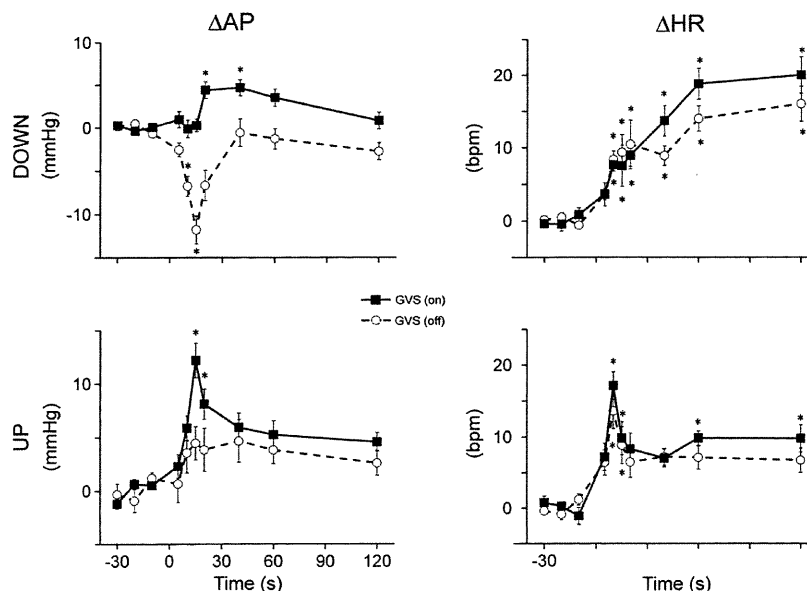 ΔAP
ΔHR
DOWN
(mmHg)
10
0
-10
(bpm)
20
10
0
GVS (on)
GVS (off)
UP
(mmHg)
10
0
(bpm)
20
10
0
-30
0
30
60
90
120
Time (s)
-30
Time (s)